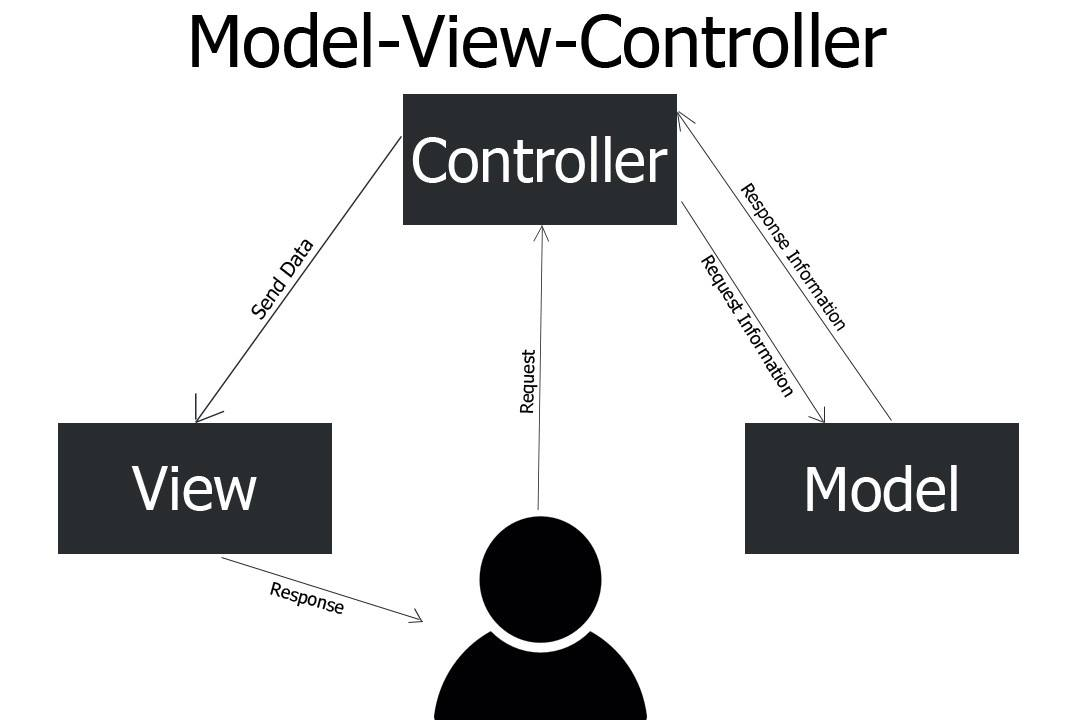 Model-View-Controller
Controller
Send Data
Response Information
Request Information
Request
View
Model
Response